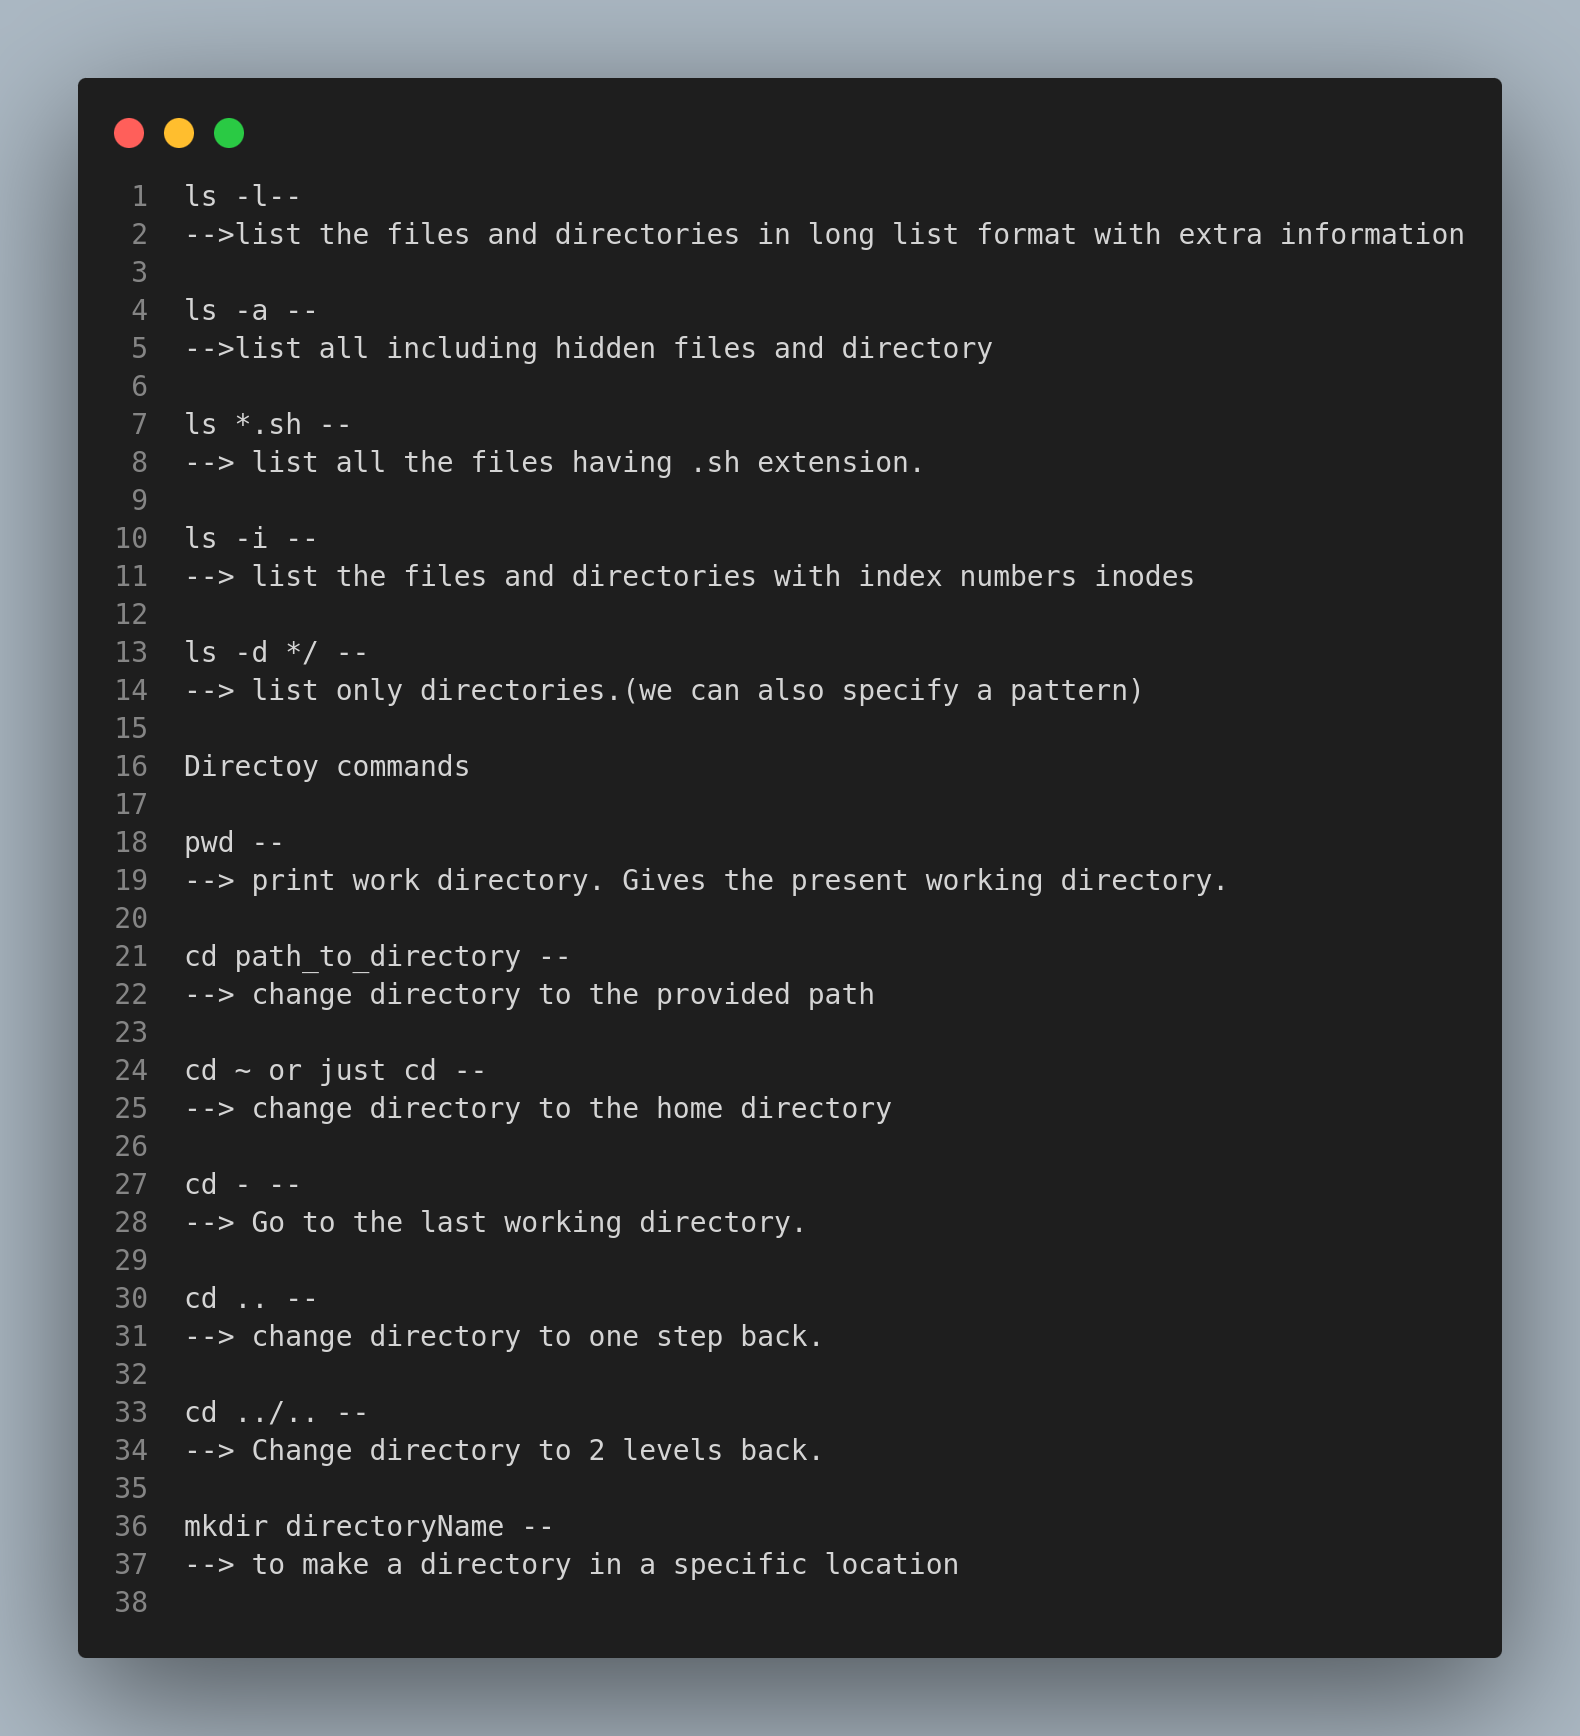 1 ls -l--
2 -->list the files and directories in long list format with extra information
3
4 ls -a --
5 -->list all including hidden files and directory
6
7 ls *.sh --
8 --> list all the files having .sh extension.
9
10 ls -i --
11 --> list the files and directories with index numbers inodes
12
13 ls -d */ --
14 --> list only directories.(we can also specify a pattern)
15
16 Directoy commands
17
18 pwd --
19 --> print work directory. Gives the present working directory.
20
21 cd path_to_directory --
22 --> change directory to the provided path
23
24 cd ~ or just cd --
25 --> change directory to the home directory
26
27 cd - --
28 --> Go to the last working directory.
29
30 cd .. --
31 --> change directory to one step back.
32
33 cd ../.. --
34 --> Change directory to 2 levels back.
35
36 mkdir directoryName --
37 --> to make a directory in a specific location
38